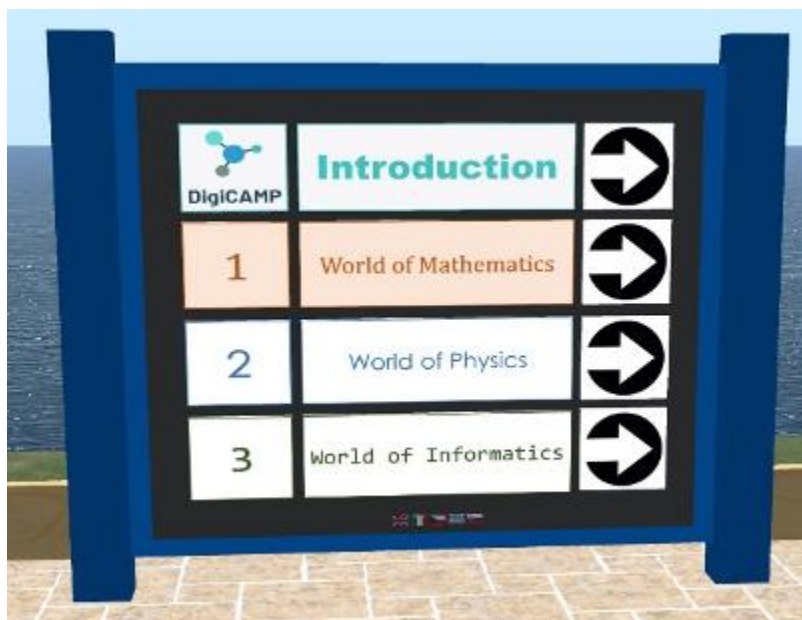 DigiCAMP
Introduction
1
World of Mathematics
2
World of Physics
3
World of Informatics